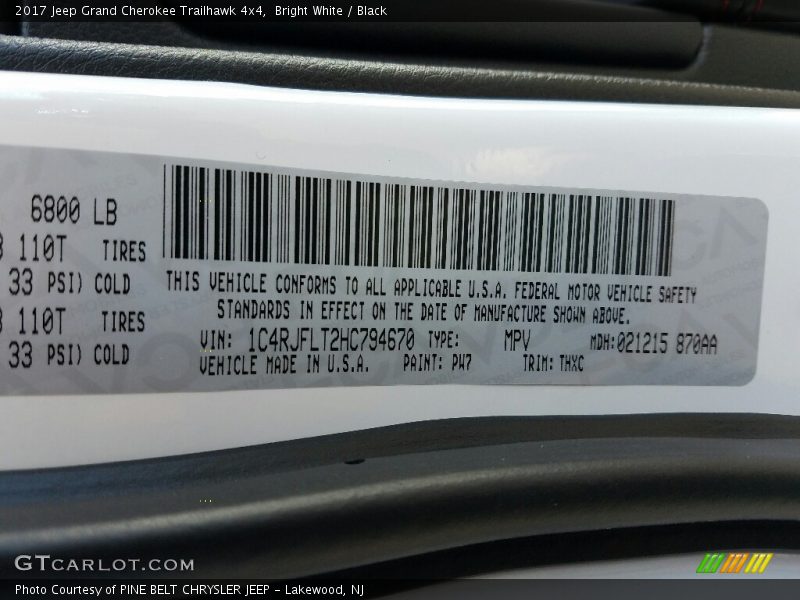 2017 Jeep Grand Cherokee Trailhawk 4x4,  Bright White / Black
6800 LB
110T TIRES
33 PSI) COLD
110T TIRES
33 PSI) COLD
THIS VEHICLE CONFORMS TO ALL APPLICABLE U.S.A. FEDERAL MOTOR VEHICLE SAFETY
STANDARDS IN EFFECT ON THE DATE OF MANUFACTURE SHOWN ABOVE.
VIN: 1C4RJFLT2HC794670 TYPE: MPV MDH:021215 870AA
VEHICLE MADE IN U.S.A. PAINT: PW7 TRIM: THXC
GTCARLOT.COM
Photo Courtesy of PINE BELT CHRYSLER JEEP - Lakewood, NJ